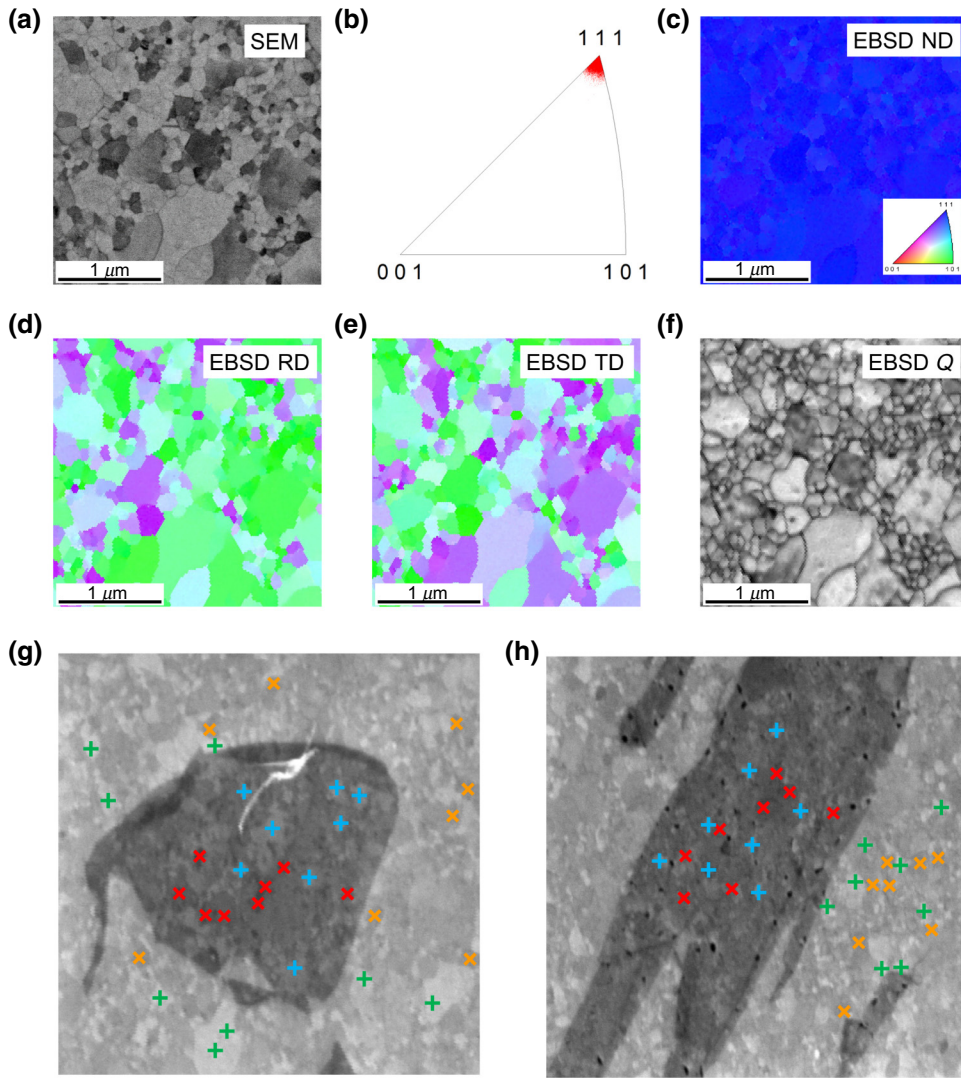 (a)
SEM
1 μm
(b)
1 1 1
0 0 1
1 0 1
(c)
EBSD ND
1 1 1
0 0 1
1 0 1
1 μm
(d)
EBSD RD
1 μm
(e)
EBSD TD
1 μm
(f)
EBSD Q
1 μm
(g)
(h)